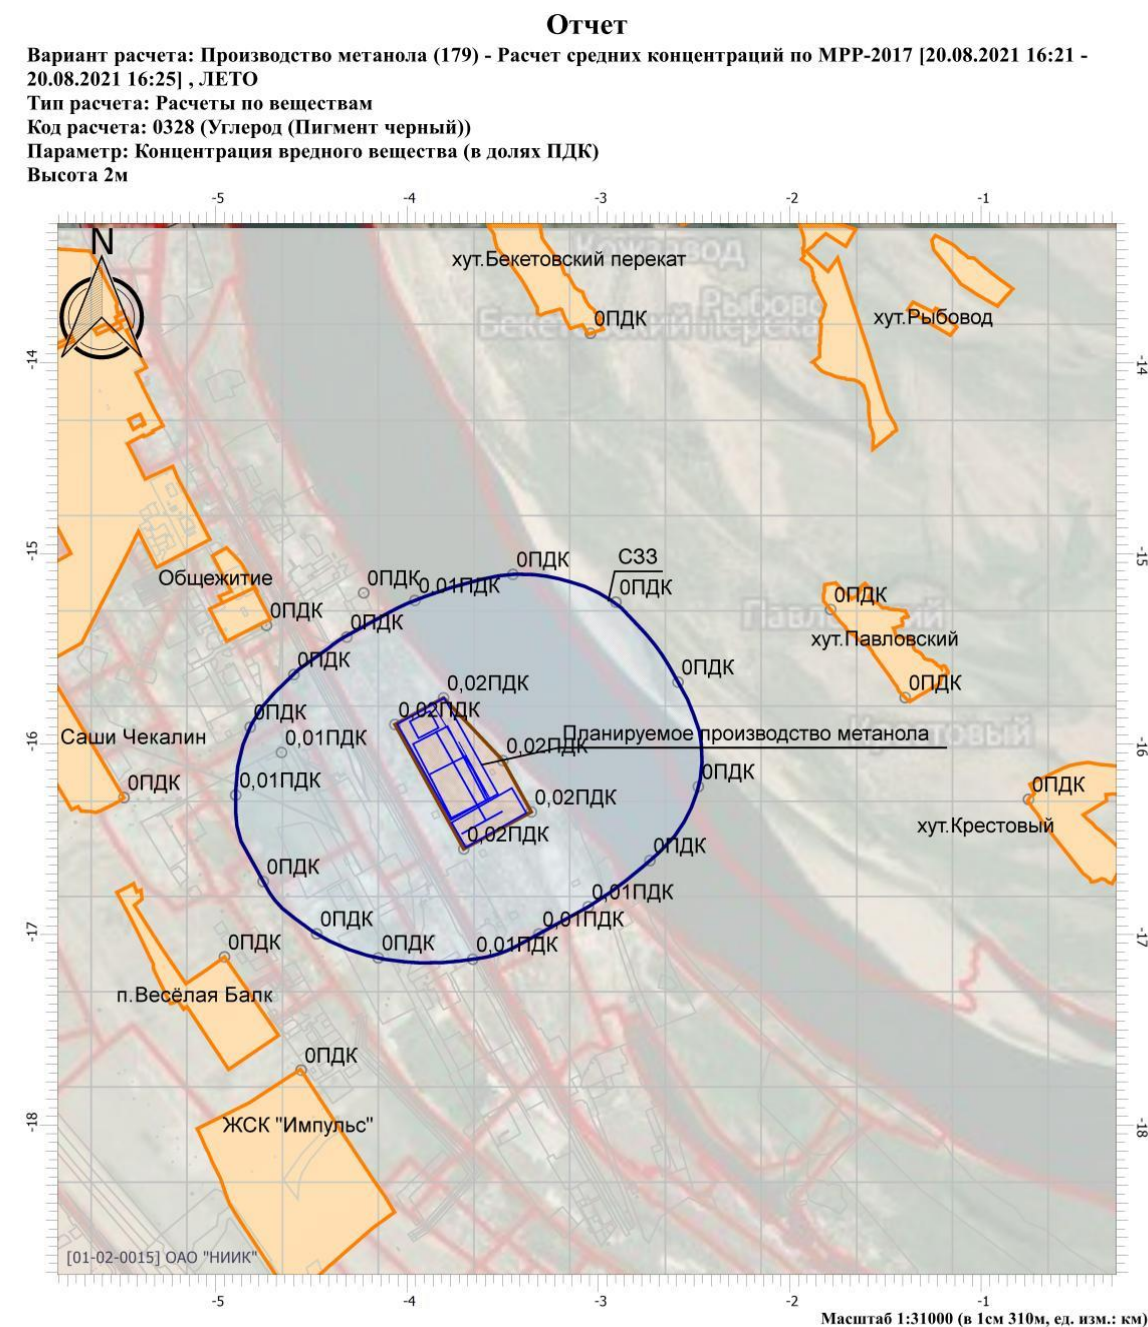 Отчет
Вариант расчета: Производство метанола (179) - Расчет средних концентраций по МРР-2017 [20.08.2021 16:21 -
20.08.2021 16:25] , ЛЕТО
Тип расчета: Расчеты по веществам
Код расчета: 0328 (Углерод (Пигмент черный))
Параметр: Концентрация вредного вещества (в долях ПДК)
Высота 2м
-5 -4 -3 -2 -1
N
Кожзавод
хут.Бекетовский перекат
хут.Рыбовод
0ПДК
-14 -14
-15 -15
0ПДК
СЗЗ
Общежитие
0ПДК
0,01ПДК
0ПДК
0ПДК
Павловский
0ПДК
0ПДК
хут.Павловский
0ПДК
0ПДК
0ПДК
0,02ПДК
0ПДК
0,02ПДК
Крестовый
Саши Чекалин
0,01ПДК
Планируемое производство метанола
0,02ПДК
-16 -16
0ПДК
0,01ПДК
0ПДК
0ПДК
0,02ПДК
хут.Крестовый
0,02ПДК
0ПДК
0ПДК
0,01ПДК
0ПДК
0,01ПДК
-17 -17
0ПДК
0ПДК
0,01ПДК
п.Весёлая Балк
0ПДК
ЖСК "Импульс"
-18 -18
[01-02-0015] ОАО "НИИК"
-5 -4 -3 -2 -1
Масштаб 1:31000 (в 1см 310м, ед. изм.: км)